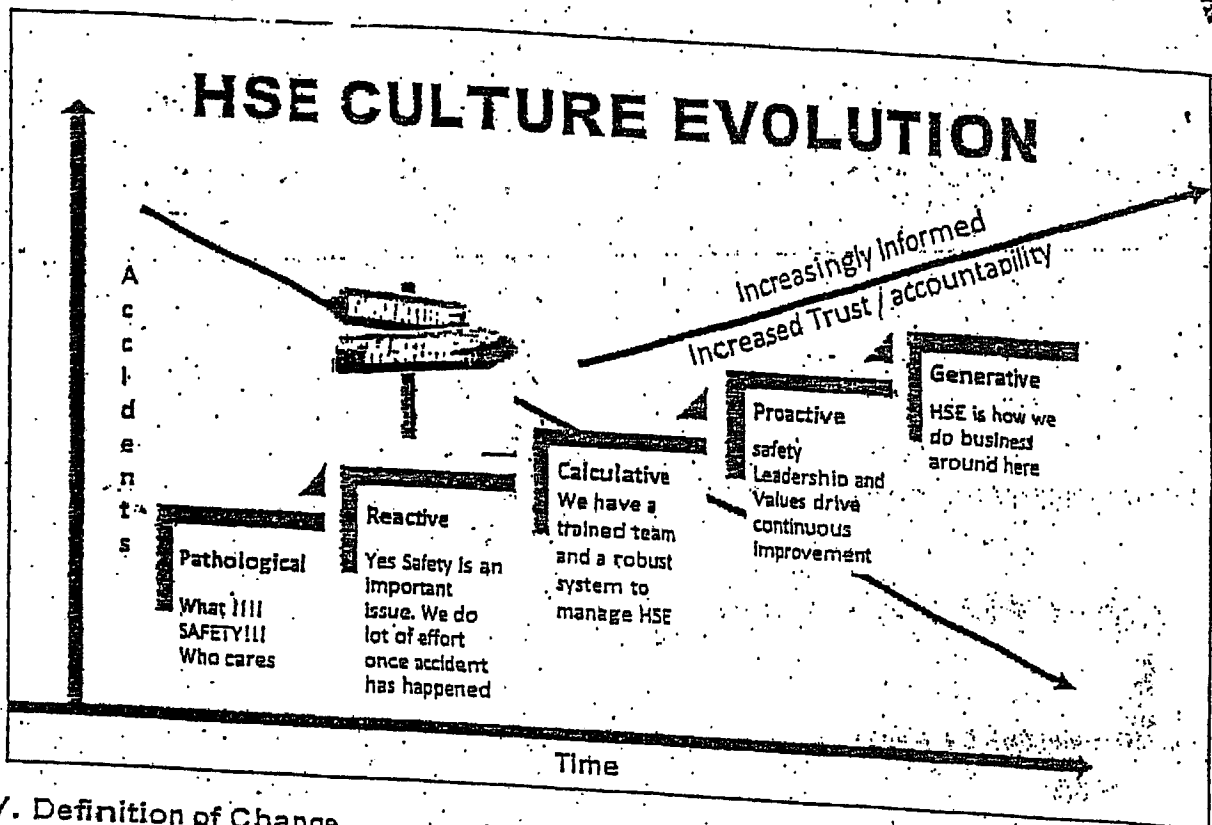 HSE CULTURE EVOLUTION
Accidents
Increasingly Informed
Increased Trust / accountability
Pathological
What !!!!
SAFETY!!!
Who cares
Reactive
Yes Safety is an
important
issue. We do
lot of effort
once accident
has happened
Calculative
We have a
trained team
and a robust
system to
manage HSE
Proactive
safety
Leadership and
Values drive
continuous
improvement
Generative
HSE is how we
do business
around here
Time
. Definition of Change